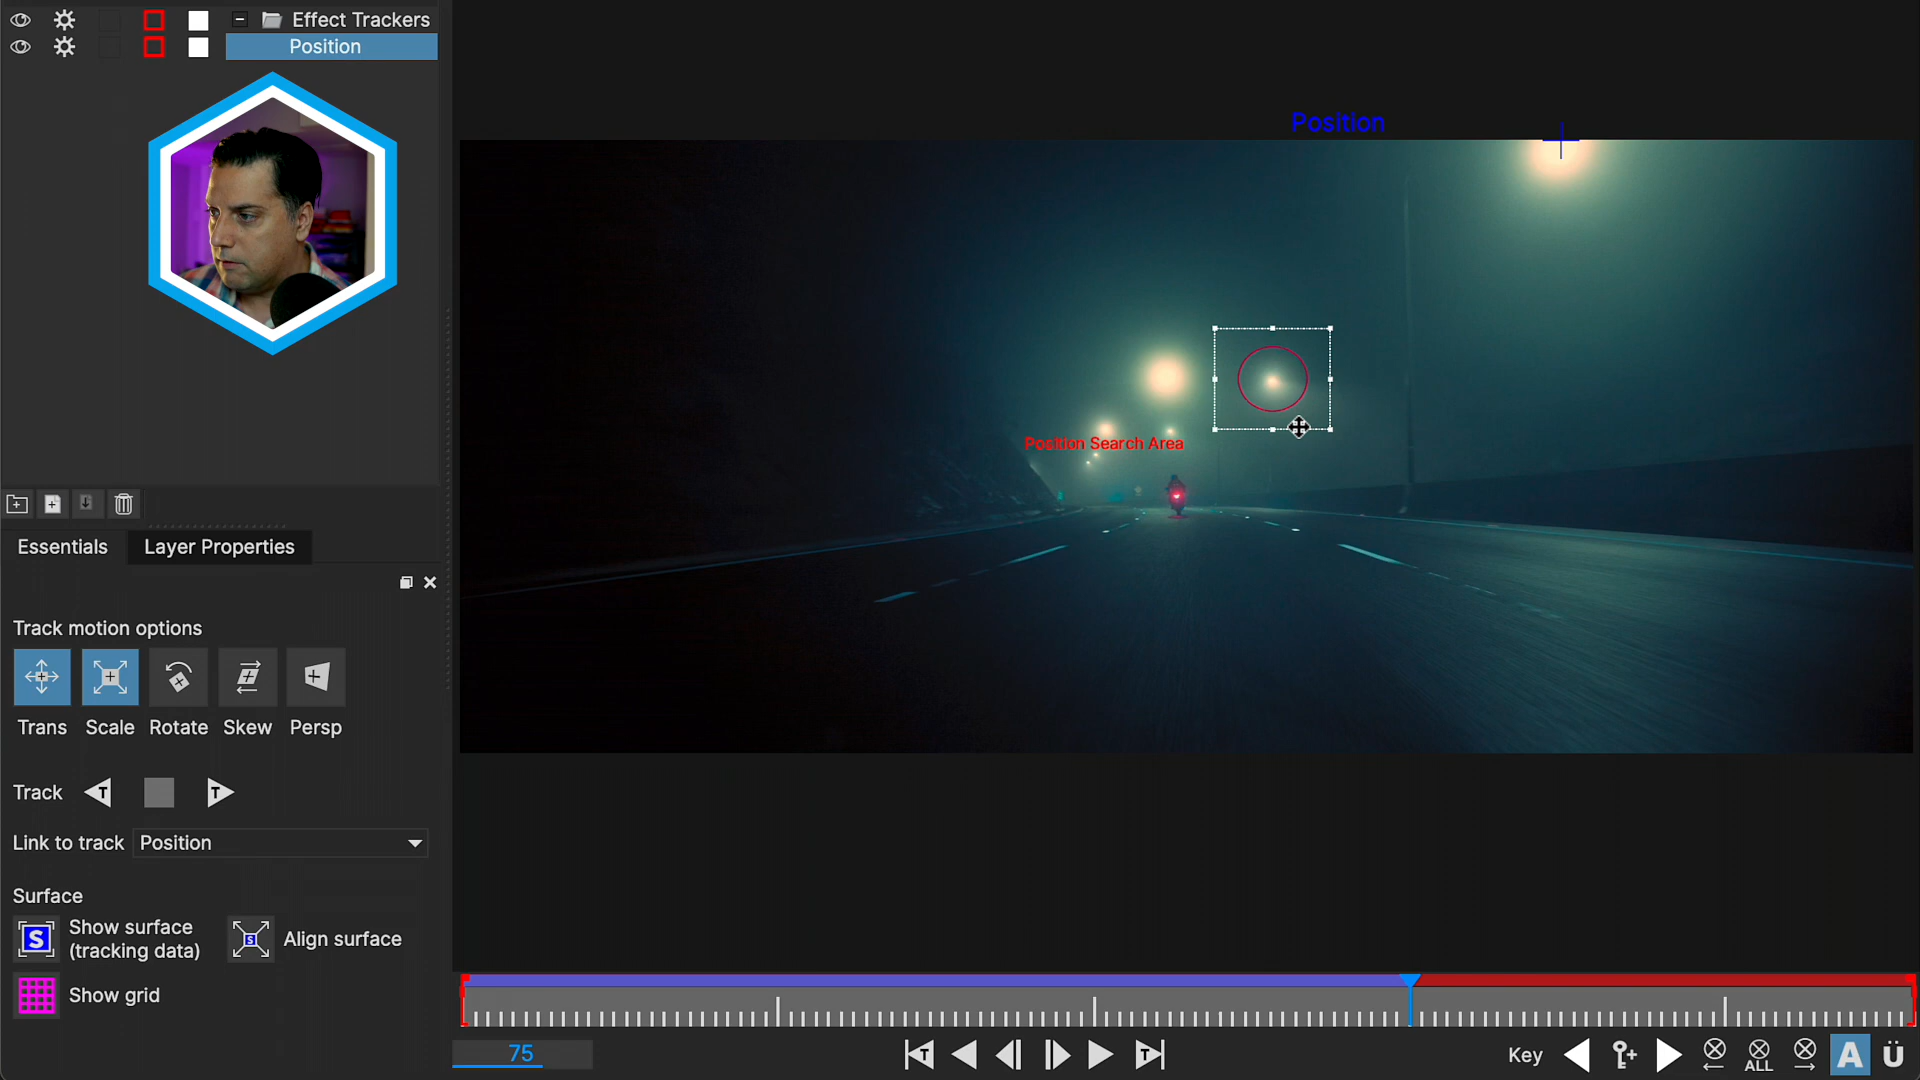 Effect Trackers
Position
Position
Position Search Area
Essentials
Layer Properties
Track motion options
Trans
Scale
Rotate
Skew
Persp
Track
T
T
Link to track
Position
Surface
S
Show surface
(tracking data)
S
Align surface
Show grid
75
T
T
Key
ALL
A
Ü